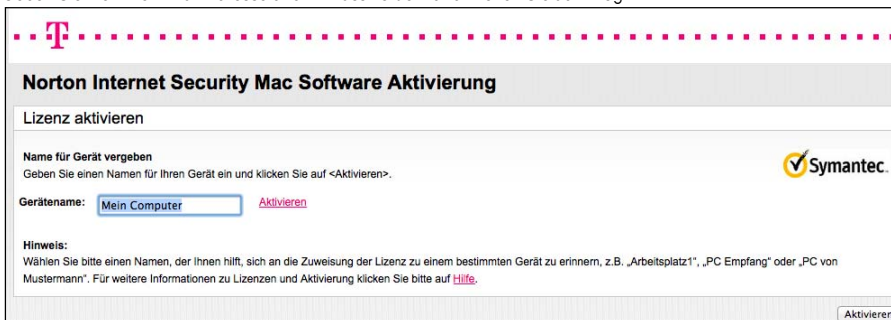 T
Norton Internet Security Mac Software Aktivierung
Lizenz aktivieren
Name für Gerät vergeben
Geben Sie einen Namen für Ihren Gerät ein und klicken Sie auf <Aktivieren>.
Symantec.
Gerätename: Mein Computer Aktivieren
Hinweis:
Wählen Sie bitte einen Namen, der Ihnen hilft, sich an die Zuweisung der Lizenz zu einem bestimmten Gerät zu erinnern, z.B. „Arbeitsplatz1", „PC Empfang" oder „PC von
Mustermann". Für weitere Informationen zu Lizenzen und Aktivierung klicken Sie bitte auf Hilfe.
Aktivieren